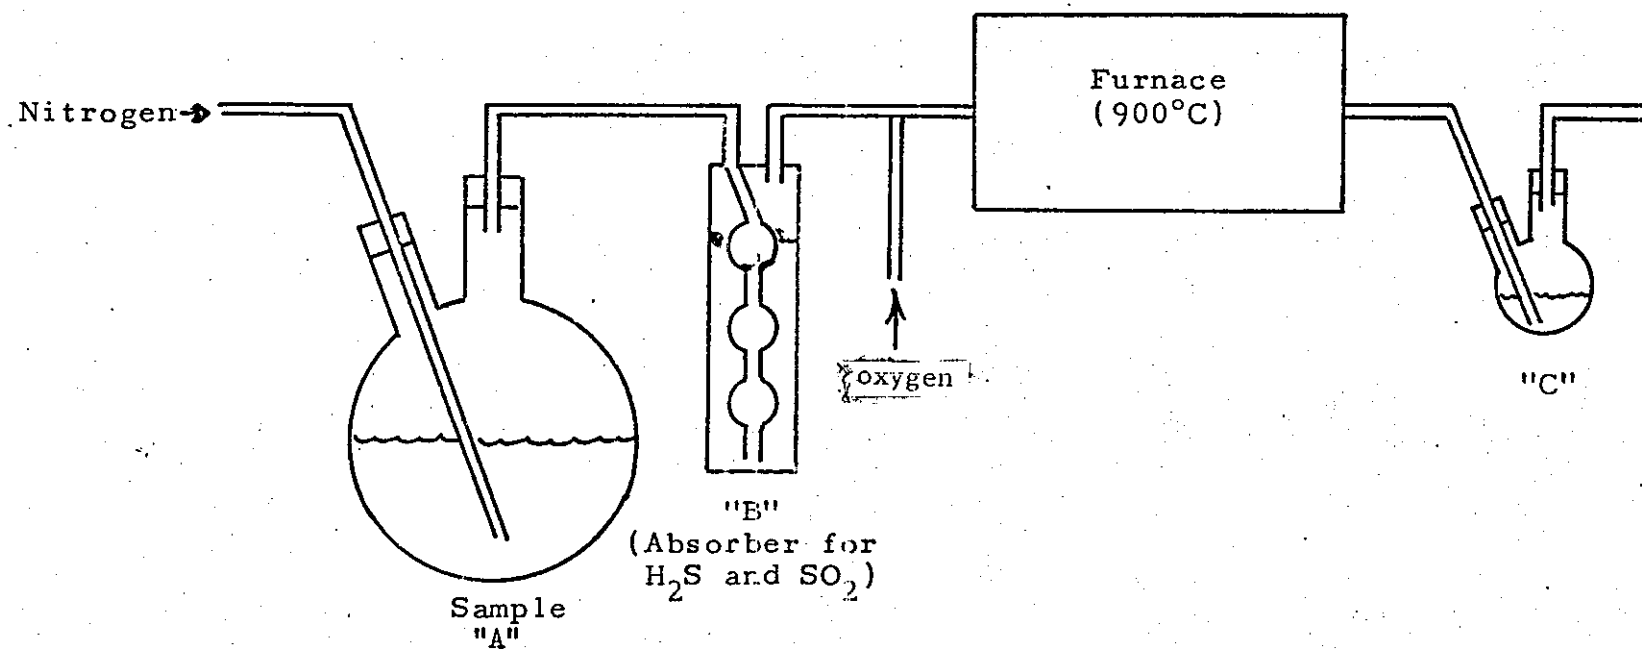 Nitrogen
Furnace
(900°C)
oxygen
"C"
"B"
(Absorber for
H₂S and SO₂)
Sample
"A"